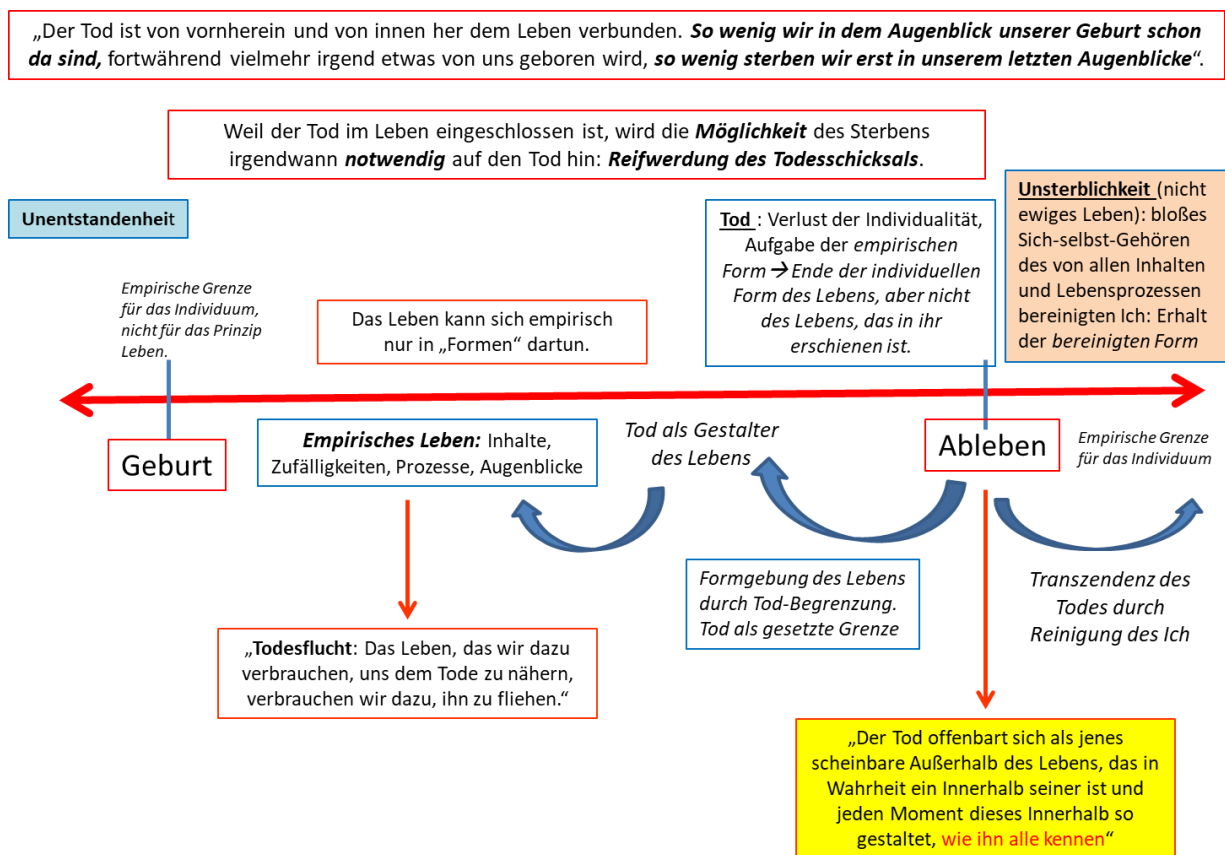 „Der Tod ist von vornherein und von innen her dem Leben verbunden. So wenig wir in dem Augenblick unserer Geburt schon
da sind, fortwährend vielmehr irgend etwas von uns geboren wird, so wenig sterben wir erst in unserem letzten Augenblicke“.
Weil der Tod im Leben eingeschlossen ist, wird die Möglichkeit des Sterbens
irgendwann notwendig auf den Tod hin: Reifwerdung des Todesschicksals.
Unentstandenheit
Empirische Grenze
für das Individuum,
nicht für das Prinzip
Leben.
Das Leben kann sich empirisch
nur in „Formen“ dartun.
Tod : Verlust der Individualität,
Aufgabe der empirischen
Form → Ende der individuellen
Form des Lebens, aber nicht
des Lebens, das in ihr
erschienen ist.
Unsterblichkeit (nicht
ewiges Leben): bloßes
Sich-selbst-Gehören
des von allen Inhalten
und Lebensprozessen
bereinigten Ich: Erhalt
der bereinigten Form
Geburt
Empirisches Leben: Inhalte,
Zufälligkeiten, Prozesse, Augenblicke
Tod als Gestalter
des Lebens
Ableben
Empirische Grenze
für das Individuum
„Todesflucht: Das Leben, das wir dazu
verbrauchen, uns dem Tode zu nähern,
verbrauchen wir dazu, ihn zu fliehen.“
Formgebung des Lebens
durch Tod-Begrenzung.
Tod als gesetzte Grenze
Transzendenz des
Todes durch
Reinigung des Ich
„Der Tod offenbart sich als jenes
scheinbare Außerhalb des Lebens, das in
Wahrheit ein Innerhalb seiner ist und
jeden Moment dieses Innerhalb so
gestaltet, wie ihn alle kennen“